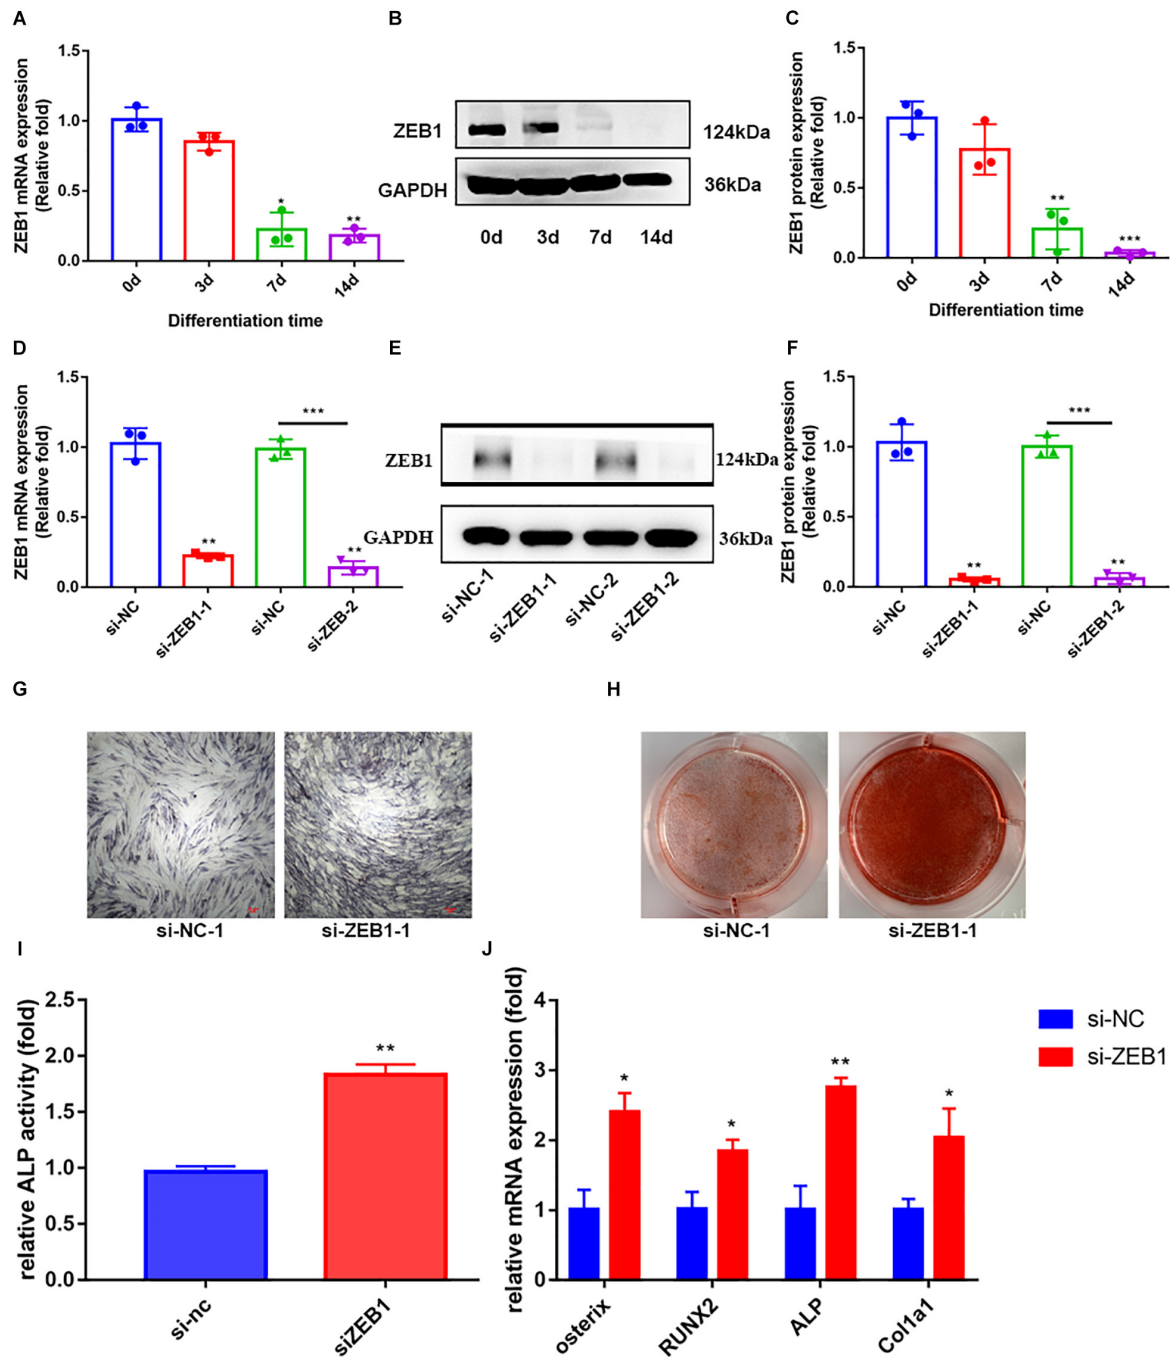 A
ZEB1 mRNA expression
(Relative fold)
1.5
1.0
0.5
0.0
*
**
0d
3d
7d
14d
Differentiation time
B
ZEB1
124kDa
GAPDH
36kDa
0d 3d 7d 14d
C
ZEB1 protein expression
(Relative fold)
1.5
1.0
0.5
0.0
**
***
0d
3d
7d
14d
Differentiation time
D
ZEB1 mRNA expression
(Relative fold)
1.5
1.0
0.5
0.0
**
***
**
si-NC
si-ZEB1-1
si-NC
si-ZEB-2
E
ZEB1
124kDa
GAPDH
36kDa
si-NC-1
si-ZEB1-1
si-NC-2
si-ZEB1-2
F
ZEB1 protein expression
(Relative fold)
1.5
1.0
0.5
0.0
**
***
**
si-NC
si-ZEB1-1
si-NC
si-ZEB1-2
G
si-NC-1
si-ZEB1-1
H
si-NC-1
si-ZEB1-1
I
relative ALP activity (fold)
2.5
2.0
1.5
1.0
0.5
0.0
**
si-nc
siZEB1
J
relative mRNA expression (fold)
4
3
2
1
0
*
*
**
*
osterix
RUNX2
ALP
Col1a1
si-NC
si-ZEB1